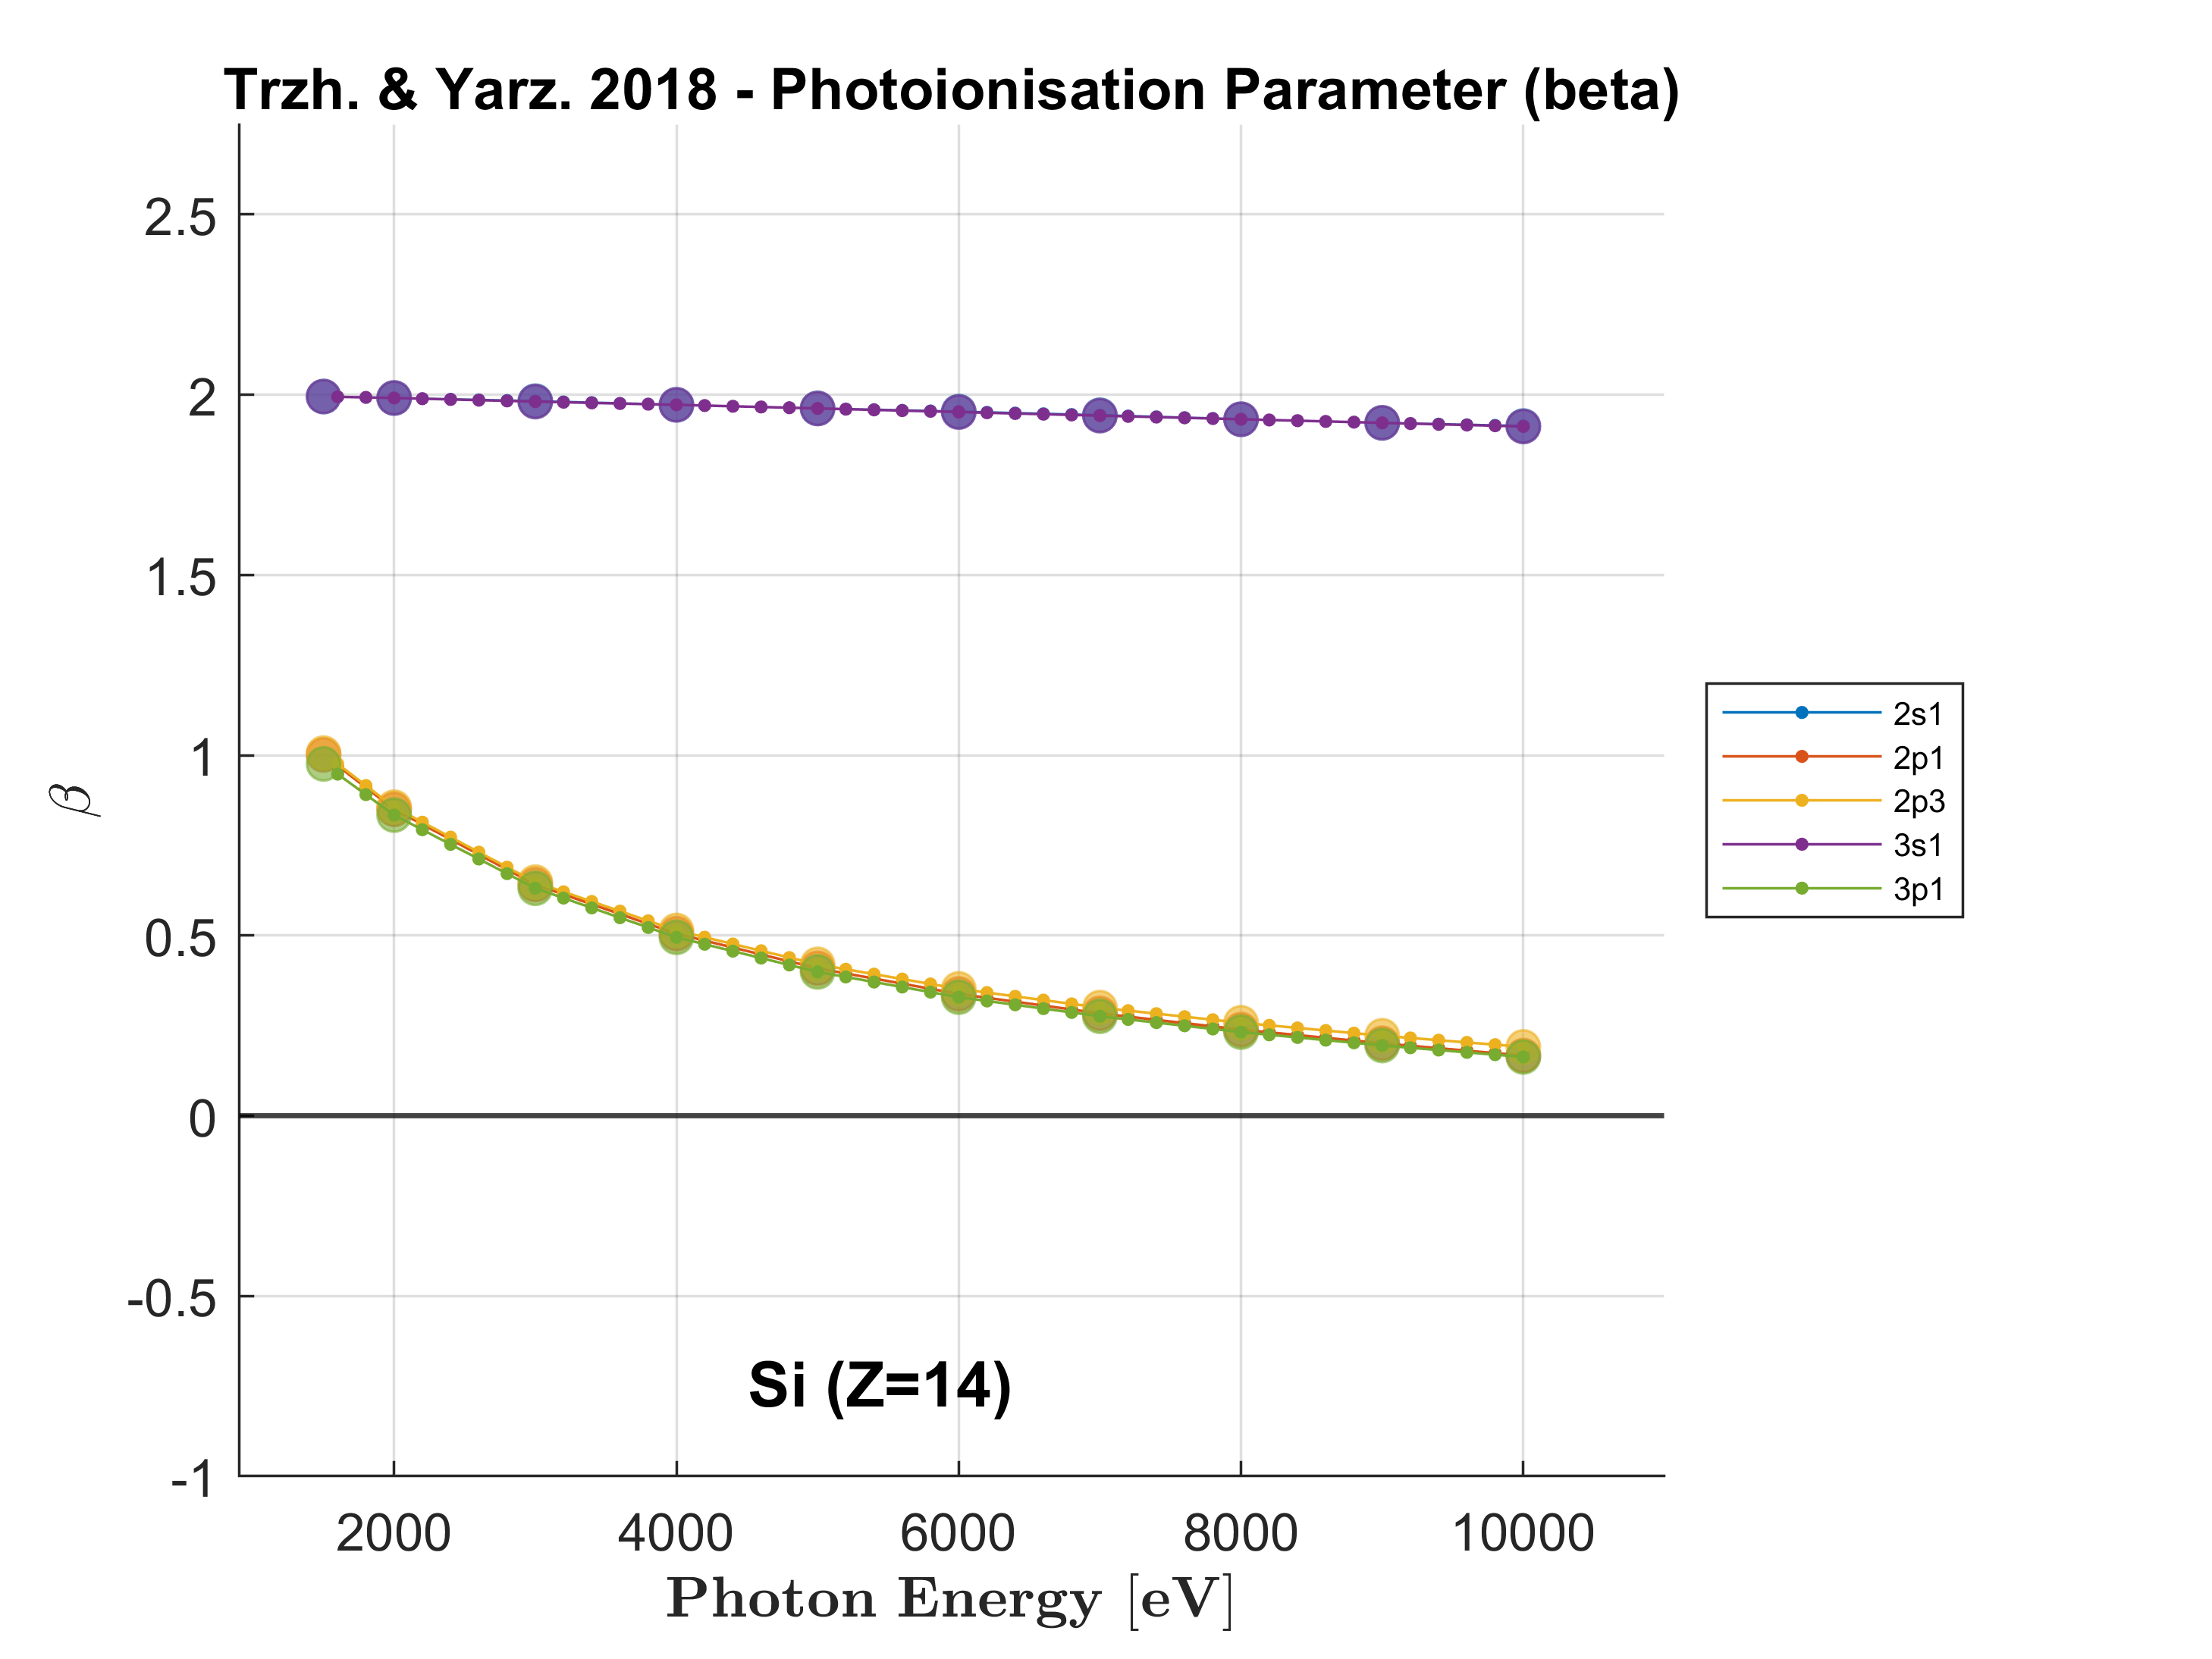 Trzh. & Yarz. 2018 - Photoionisation Parameter (beta)
2.5
2
1.5
1
0.5
0
-0.5
-1
β
2s1
2p1
2p3
3s1
3p1
Si (Z=14)
2000 4000 6000 8000 10000
Photon Energy [eV]